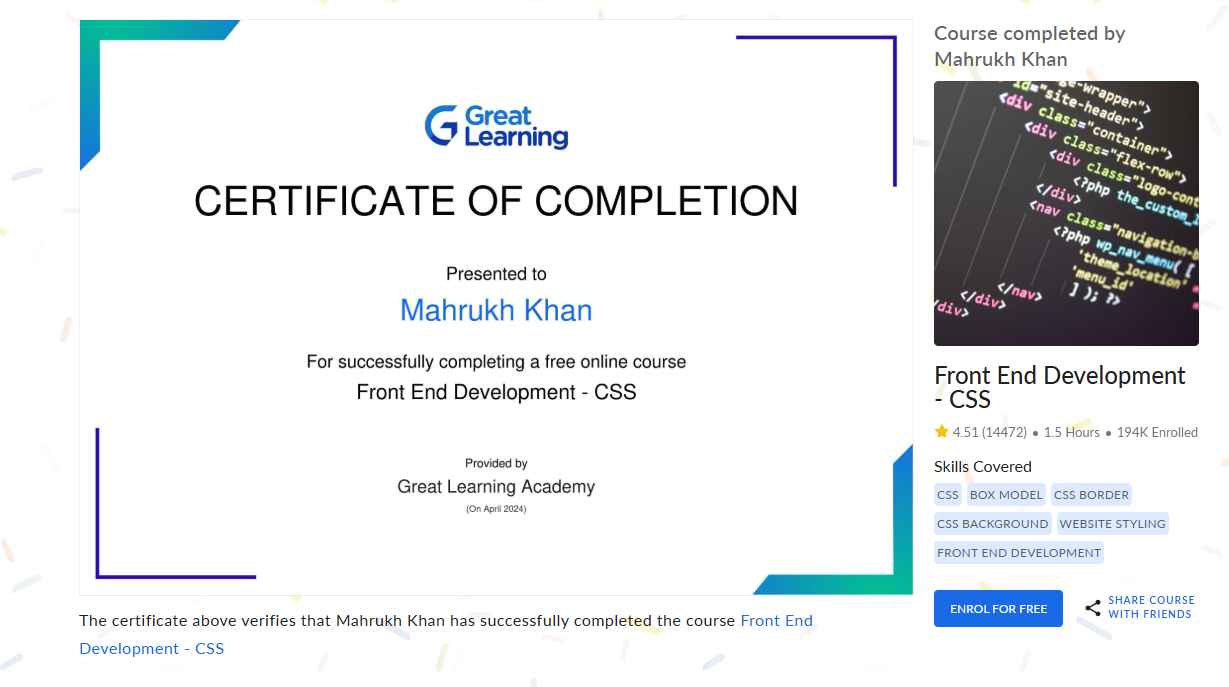 Great
Learning
CERTIFICATE OF COMPLETION
Presented to
Mahrukh Khan
For successfully completing a free online course
Front End Development - CSS
Provided by
Great Learning Academy
(On April 2024)
The certificate above verifies that Mahrukh Khan has successfully completed the course Front End
Development - CSS
Course completed by
Mahrukh Khan
id="site-header">
<div class="container">
<div class="flex-row">
<div class="logo-cont
<?php the_custom_l
</div>
<nav class="navigation-b
<?php wp_nav_menu( [
'theme_location'
'menu_id'
] ); ?>
</nav>
</div>
div>
Front End Development
- CSS
4.51 (14472) • 1.5 Hours • 194K Enrolled
Skills Covered
CSS BOX MODEL CSS BORDER
CSS BACKGROUND WEBSITE STYLING
FRONT END DEVELOPMENT
ENROL FOR FREE
SHARE COURSE
WITH FRIENDS